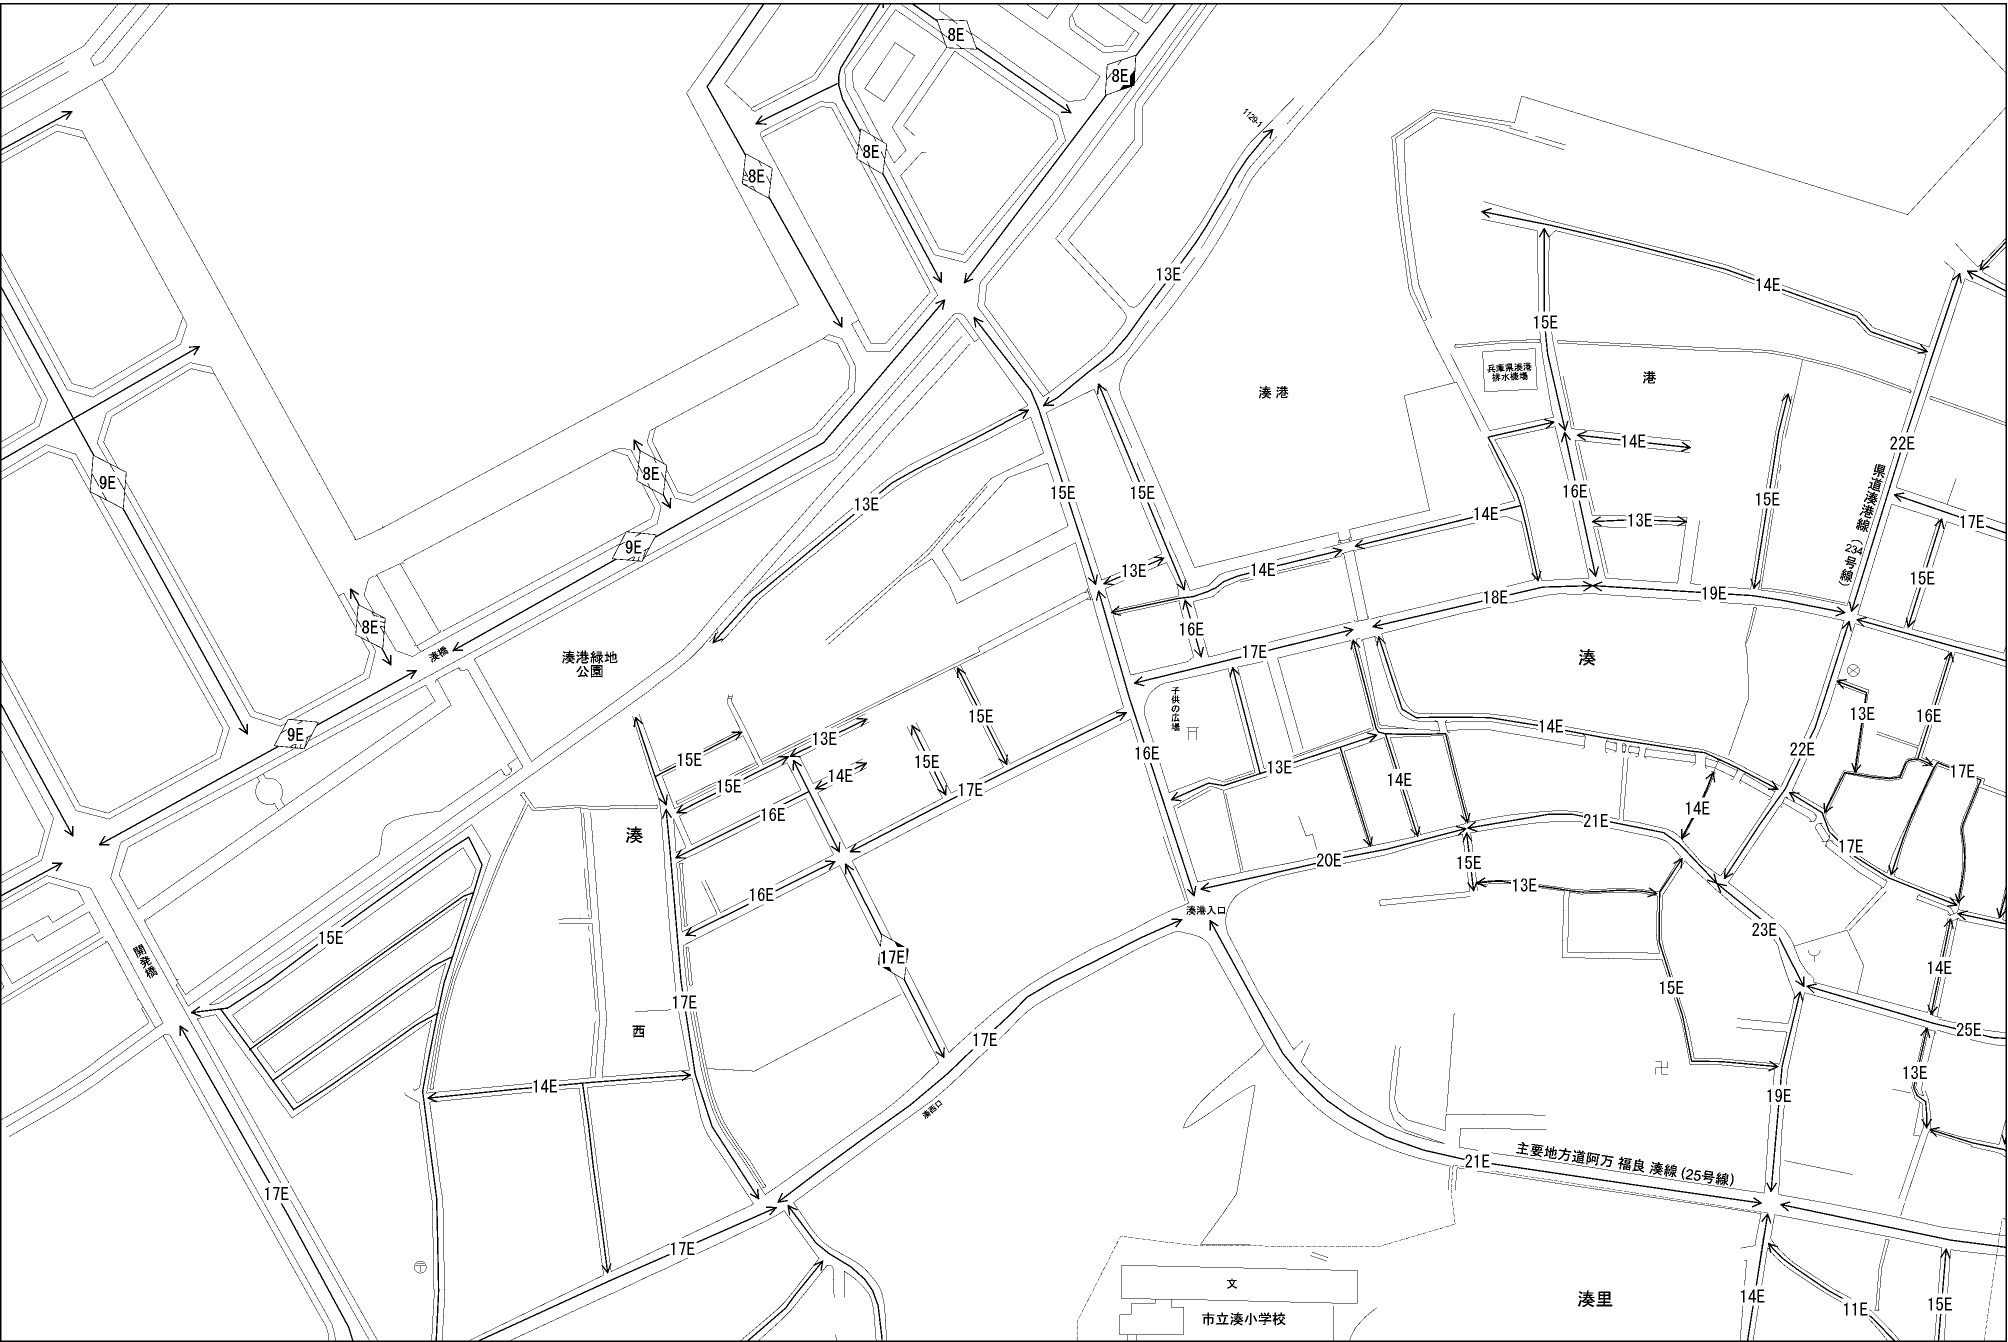 8E
8E
1129-1
8E
8E
13E
14E
15E
兵庫県湊港
排水機場
港
湊 港
22E
14E
県道湊港線(234号線)
8E
9E
15E
15E
16E
15E
13E
14E
13E
17E
9E
13E
14E
15E
18E
19E
8E
16E
湊橋
17E
湊港緑地
公園
湊
子供の広場
15E
16E
13E
9E
13E
14E
15E
16E
22E
15E
15E
14E
13E
14E
17E
15E
17E
16E
14E
21E
湊
17E
20E
15E
13E
16E
湊港入口
15E
23E
開発橋
17E
14E
15E
17E
西
25E
17E
14E
13E
19E
湊西口
主要地方道阿万 福良 湊線(25号線)
21E
17E
17E
文
市立湊小学校
湊里
14E
11E
15E